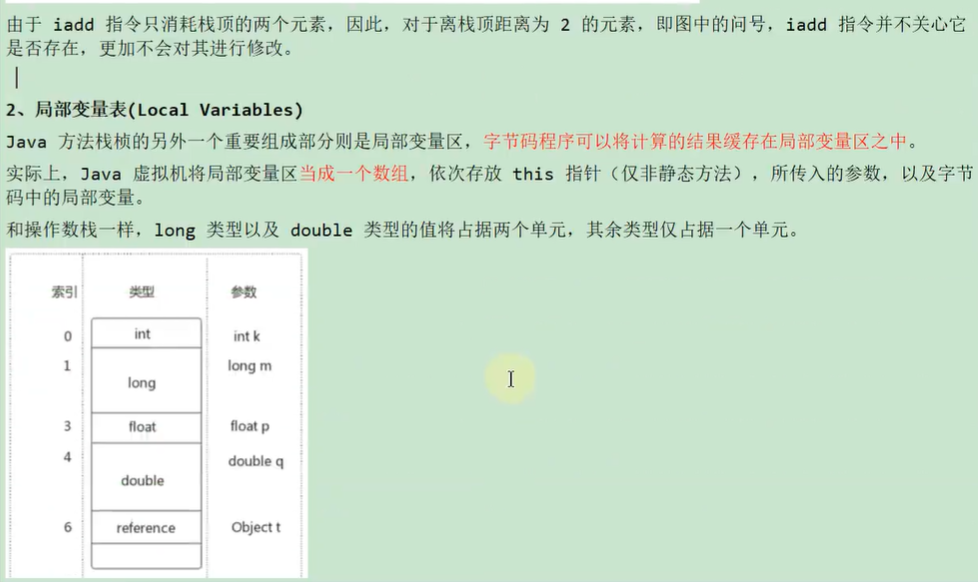 由于 iadd 指令只消耗栈顶的两个元素，因此，对于离栈顶距离为 2 的元素，即图中的问号，iadd 指令并不关心它
是否存在，更加不会对其进行修改。
2、局部变量表(Local Variables)
Java 方法栈桢的另外一个重要组成部分则是局部变量区，字节码程序可以将计算的结果缓存在局部变量区之中。
实际上，Java 虚拟机将局部变量区当成一个数组，依次存放 this 指针（仅非静态方法），所传入的参数，以及字节
码中的局部变量。
和操作数栈一样，long 类型以及 double 类型的值将占据两个单元，其余类型仅占据一个单元。
索引 类型 参数
0 int int k
1 long long m
3 float float p
4 double double q
6 reference Object t